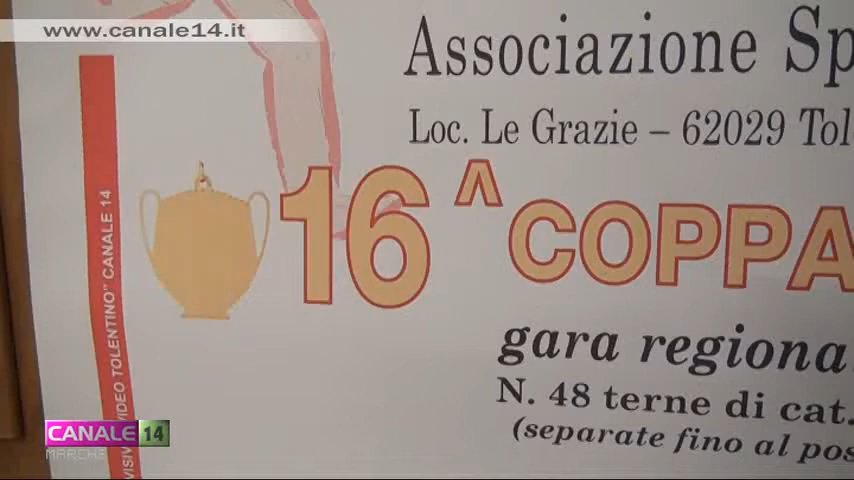 www.canale14.it
Associazione Sp
Loc. Le Grazie – 62029 Tol
16^ COPPA
gara regiona
N. 48 terne di cat.
(separate fino al pos
VISIV VIDEO TOLENTINO" CANALE 14
CANALE 14
MARCHE